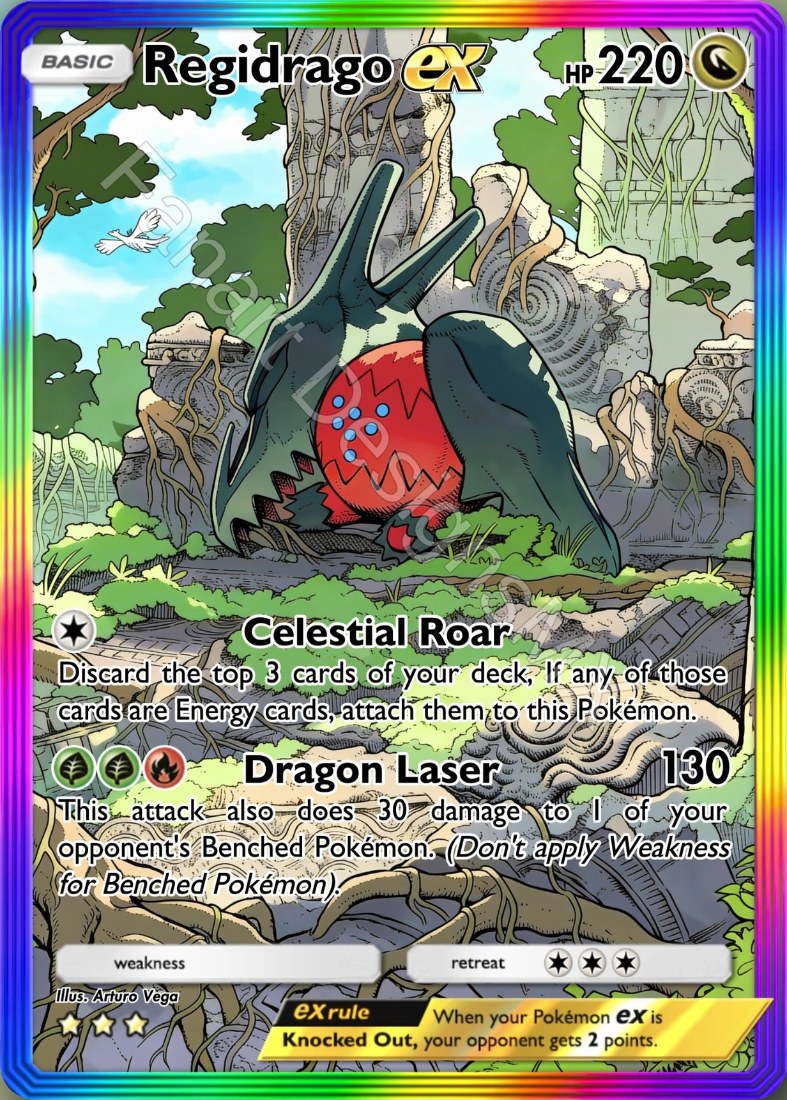 BASIC Regidrago ex HP 220
Celestial Roar
Discard the top 3 cards of your deck, If any of those
cards are Energy cards, attach them to this Pokémon.
Dragon Laser 130
This attack also does 30 damage to 1 of your
opponent's Benched Pokémon. (Don't apply Weakness
for Benched Pokémon).
weakness retreat
Illus. Arturo Vega
ex rule When your Pokémon ex is
Knocked Out, your opponent gets 2 points.